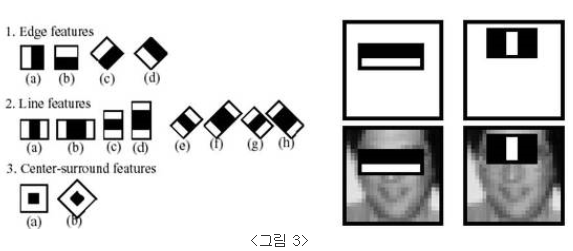 1. Edge features
(a) (b) (c) (d)
2. Line features
(a) (b) (c) (d) (e) (f) (g) (h)
3. Center-surround features
(a) (b)
<그림 3>